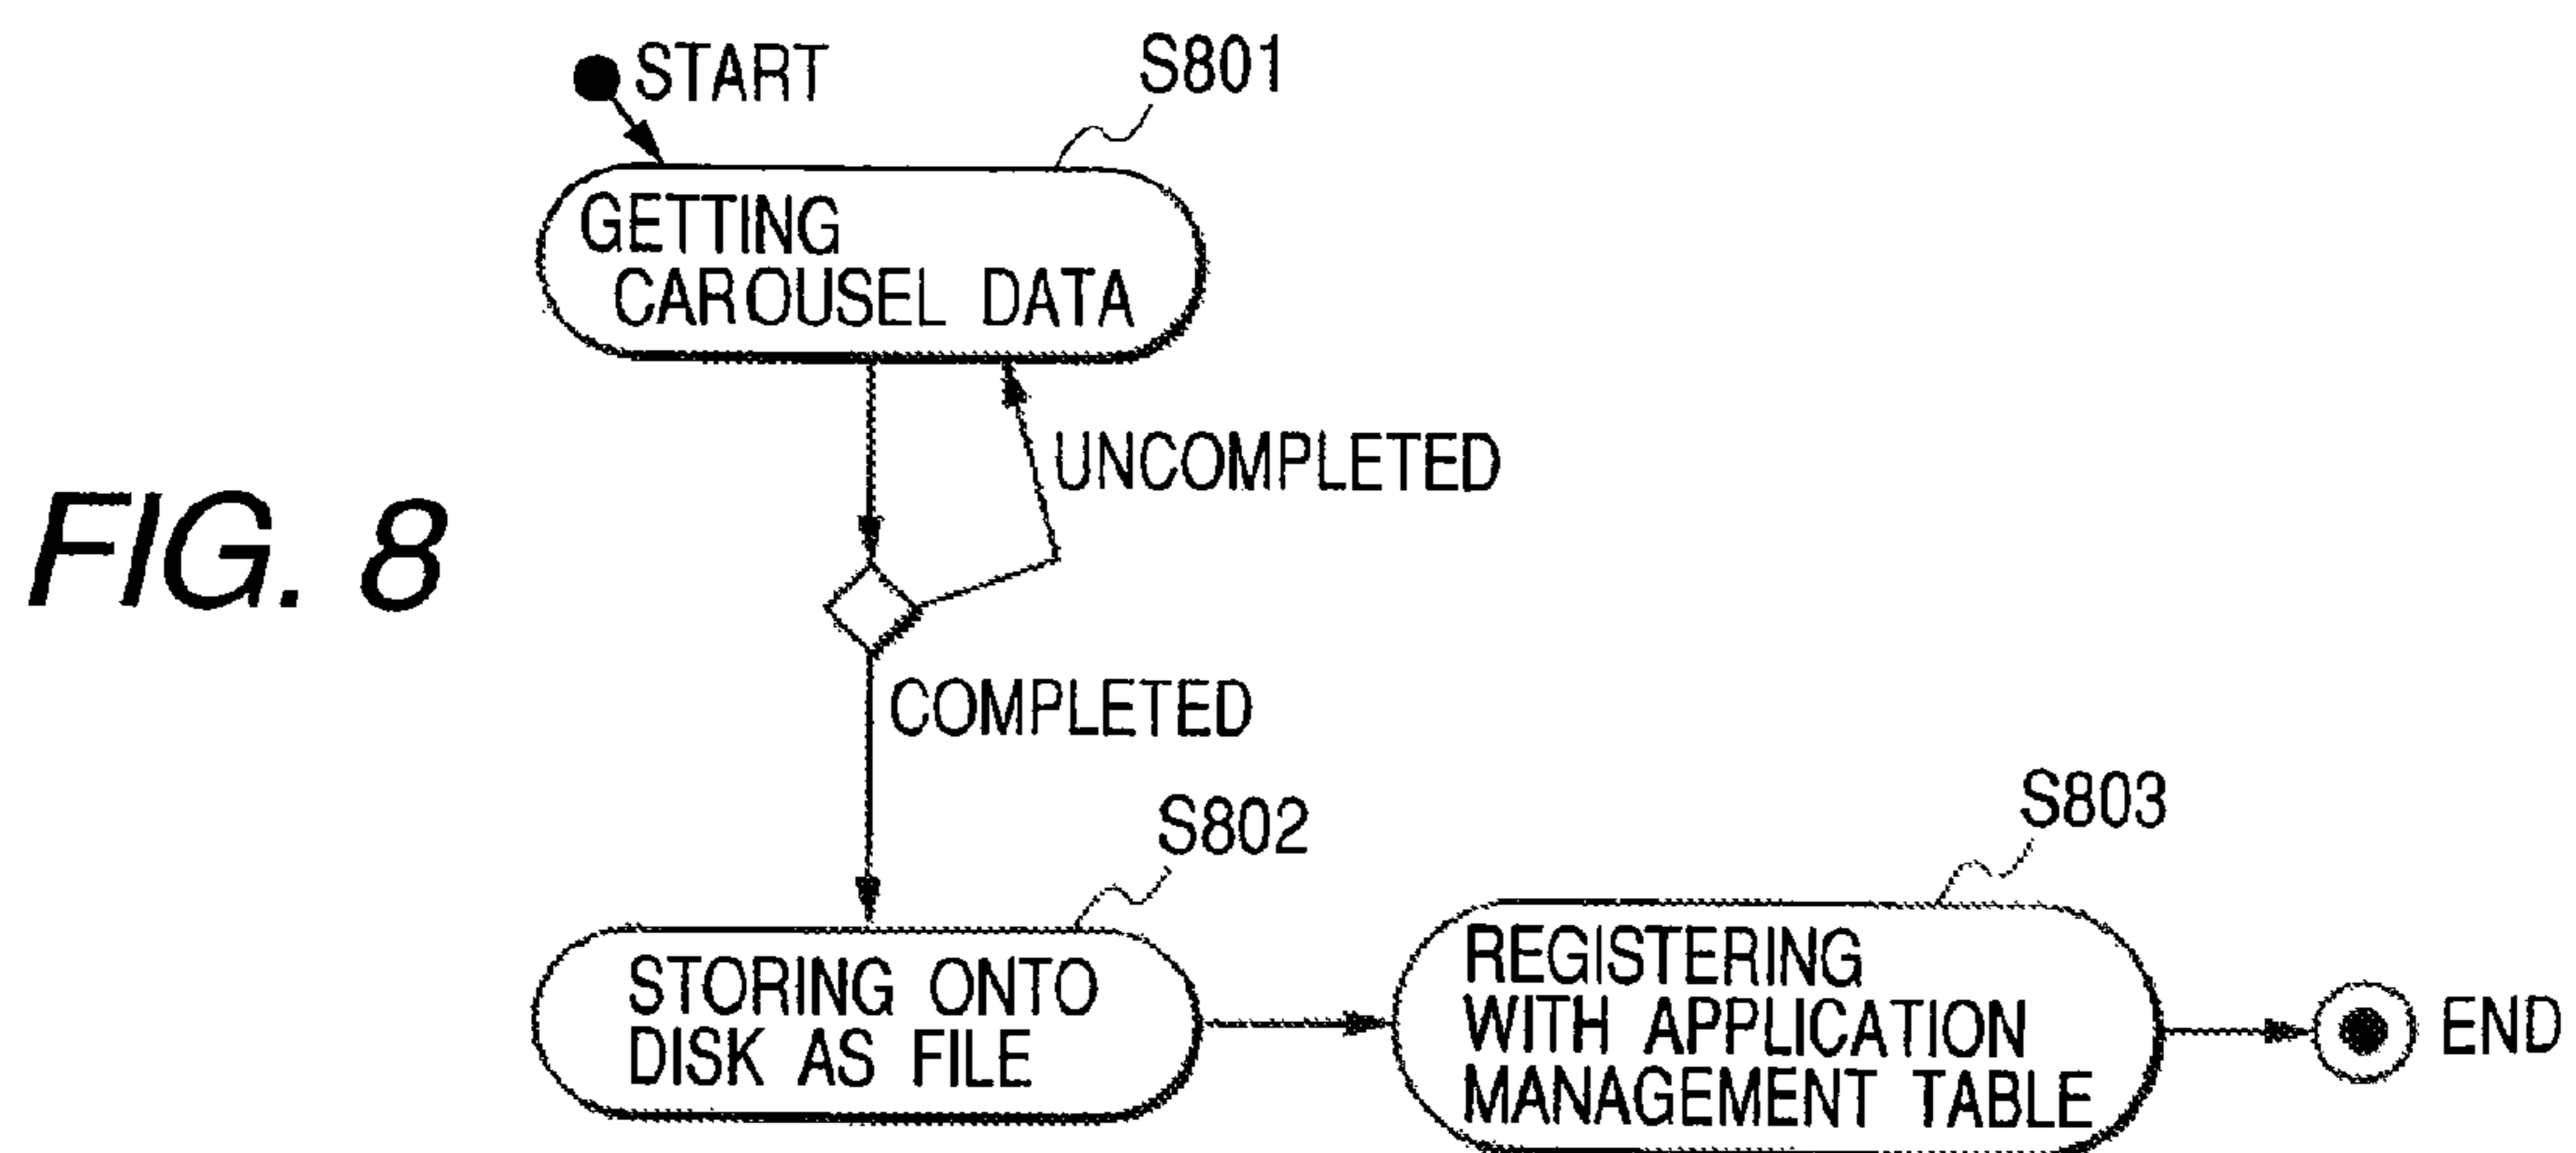 START
S801
GETTING
CAROUSEL DATA
UNCOMPLETED
FIG. 8
COMPLETED
S802
S803
STORING ONTO
DISK AS FILE
REGISTERING
WITH APPLICATION
MANAGEMENT TABLE
END